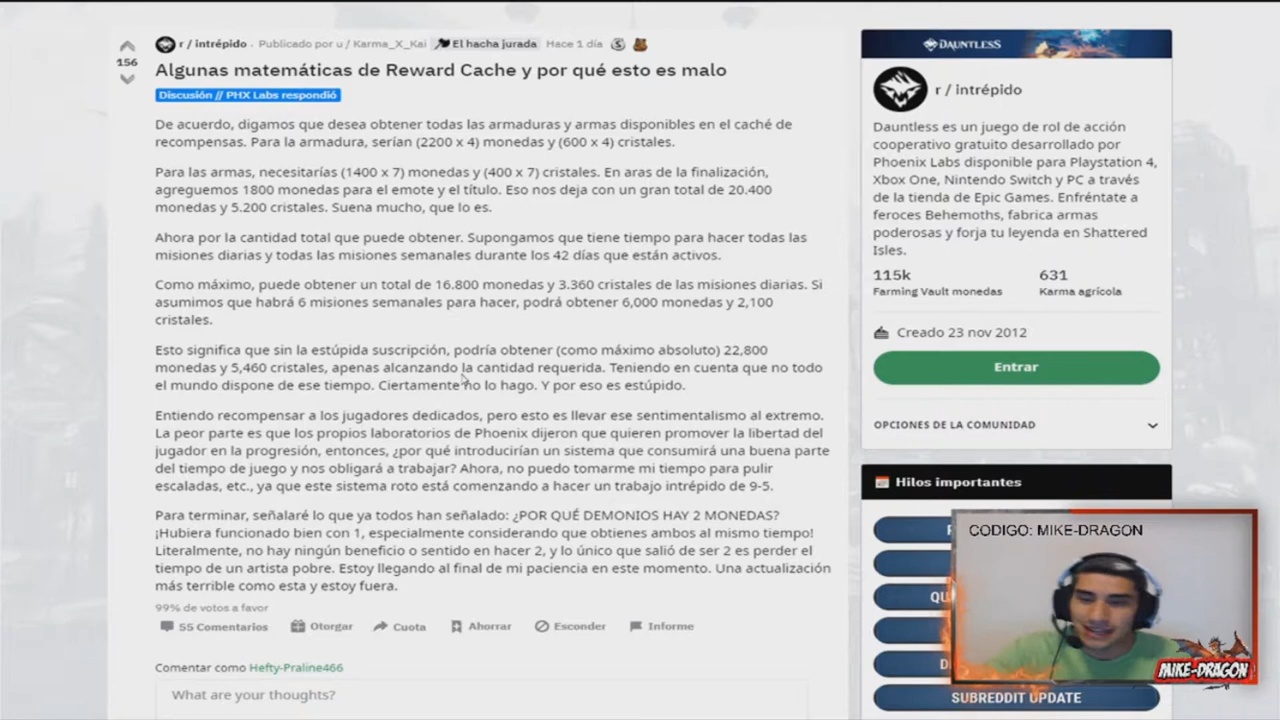 156
r / intrépido · Publicado por u / Karma_X_Kai El hacha jurada Hace 1 día
Algunas matemáticas de Reward Cache y por qué esto es malo
Discusión // PHX Labs respondió
De acuerdo, digamos que desea obtener todas las armaduras y armas disponibles en el caché de
recompensas. Para la armadura, serían (2200 x 4) monedas y (600 x 4) cristales.
Para las armas, necesitarías (1400 x 7) monedas y (400 x 7) cristales. En aras de la finalización,
agreguemos 1800 monedas para el emote y el título. Eso nos deja con un gran total de 20.400
monedas y 5.200 cristales. Suena mucho, que lo es.
Ahora por la cantidad total que puede obtener. Supongamos que tiene tiempo para hacer todas las
misiones diarias y todas las misiones semanales durante los 42 días que están activos.
Como máximo, puede obtener un total de 16.800 monedas y 3.360 cristales de las misiones diarias. Si
asumimos que habrá 6 misiones semanales para hacer, podrá obtener 6,000 monedas y 2,100
cristales.
Esto significa que sin la estúpida suscripción, podría obtener (como máximo absoluto) 22,800
monedas y 5,460 cristales, apenas alcanzando la cantidad requerida. Teniendo en cuenta que no todo
el mundo dispone de ese tiempo. Ciertamente no lo hago. Y por eso es estúpido.
Entiendo recompensar a los jugadores dedicados, pero esto es llevar ese sentimentalismo al extremo.
La peor parte es que los propios laboratorios de Phoenix dijeron que quieren promover la libertad del
jugador en la progresión, entonces, ¿por qué introducirían un sistema que consumirá una buena parte
del tiempo de juego y nos obligará a trabajar? Ahora, no puedo tomarme mi tiempo para pulir
escaladas, etc., ya que este sistema roto está comenzando a hacer un trabajo intrépido de 9-5.
Para terminar, señalaré lo que ya todos han señalado: ¿POR QUÉ DEMONIOS HAY 2 MONEDAS?
¡Hubiera funcionado bien con 1, especialmente considerando que obtienes ambos al mismo tiempo!
Literalmente, no hay ningún beneficio o sentido en hacer 2, y lo único que salió de ser 2 es perder el
tiempo de un artista pobre. Estoy llegando al final de mi paciencia en este momento. Una actualización
más terrible como esta y estoy fuera.
99% de votos a favor
55 Comentarios Otorgar Cuota Ahorrar Esconder Informe
Comentar como Hefty-Praline466
What are your thoughts?
DAUNTLESS
r / intrépido
Dauntless es un juego de rol de acción
cooperativo gratuito desarrollado por
Phoenix Labs disponible para Playstation 4,
Xbox One, Nintendo Switch y PC a través
de la tienda de Epic Games. Enfréntate a
feroces Behemoths, fabrica armas
poderosas y forja tu leyenda en Shattered
Isles.
115k 631
Farming Vault monedas Karma agrícola
Creado 23 nov 2012
Entrar
OPCIONES DE LA COMUNIDAD
Hilos importantes
SUBREDDIT UPDATE
CODIGO: MIKE-DRAGON
MIKE-DRAGON